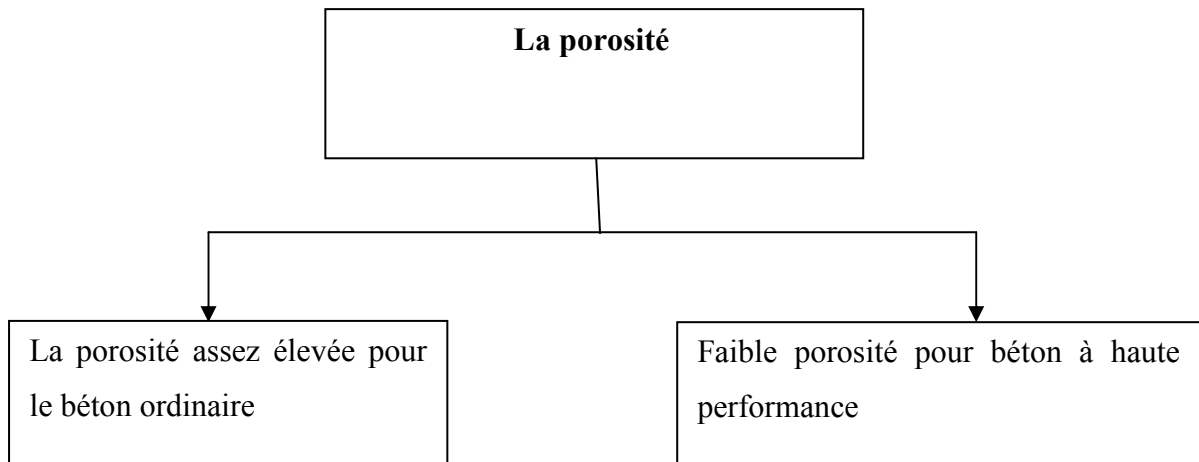 La porosité
La porosité assez élevée pour
le béton ordinaire
Faible porosité pour béton à haute
performance